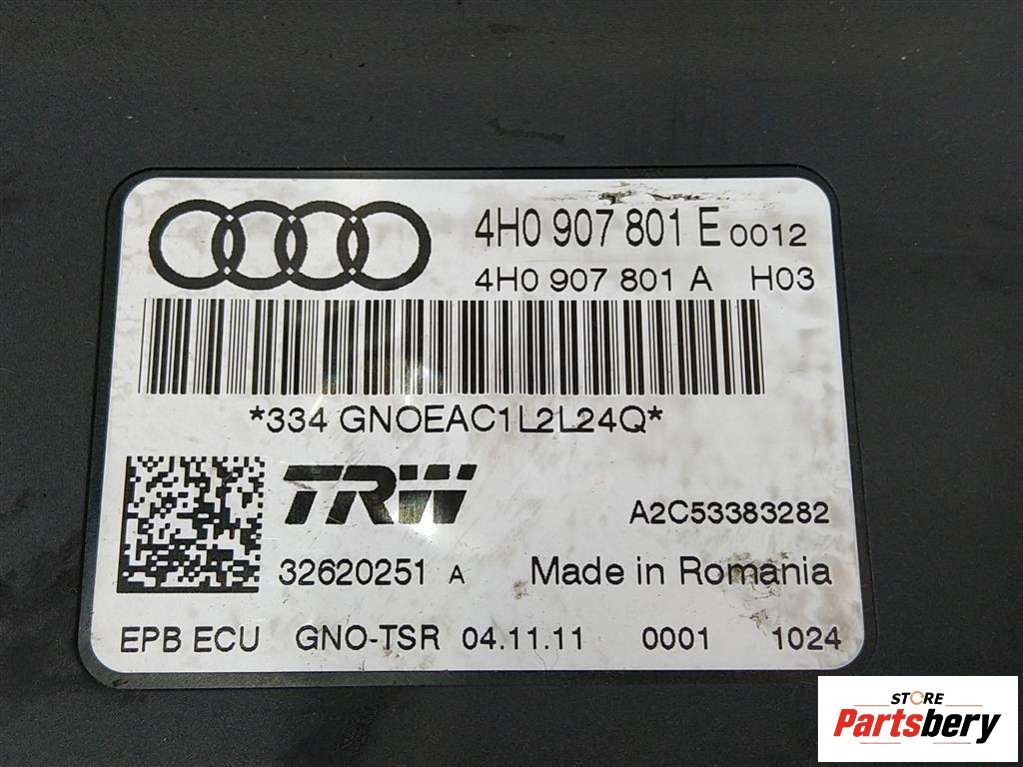 4H0 907 801 E 0012
4H0 907 801 A H03
*334 GNOEAC1L2L24Q*
TRW
A2C53383282
32620251 A Made in Romania
EPB ECU GNO-TSR 04.11.11 0001 1024
STORE
Partsbery